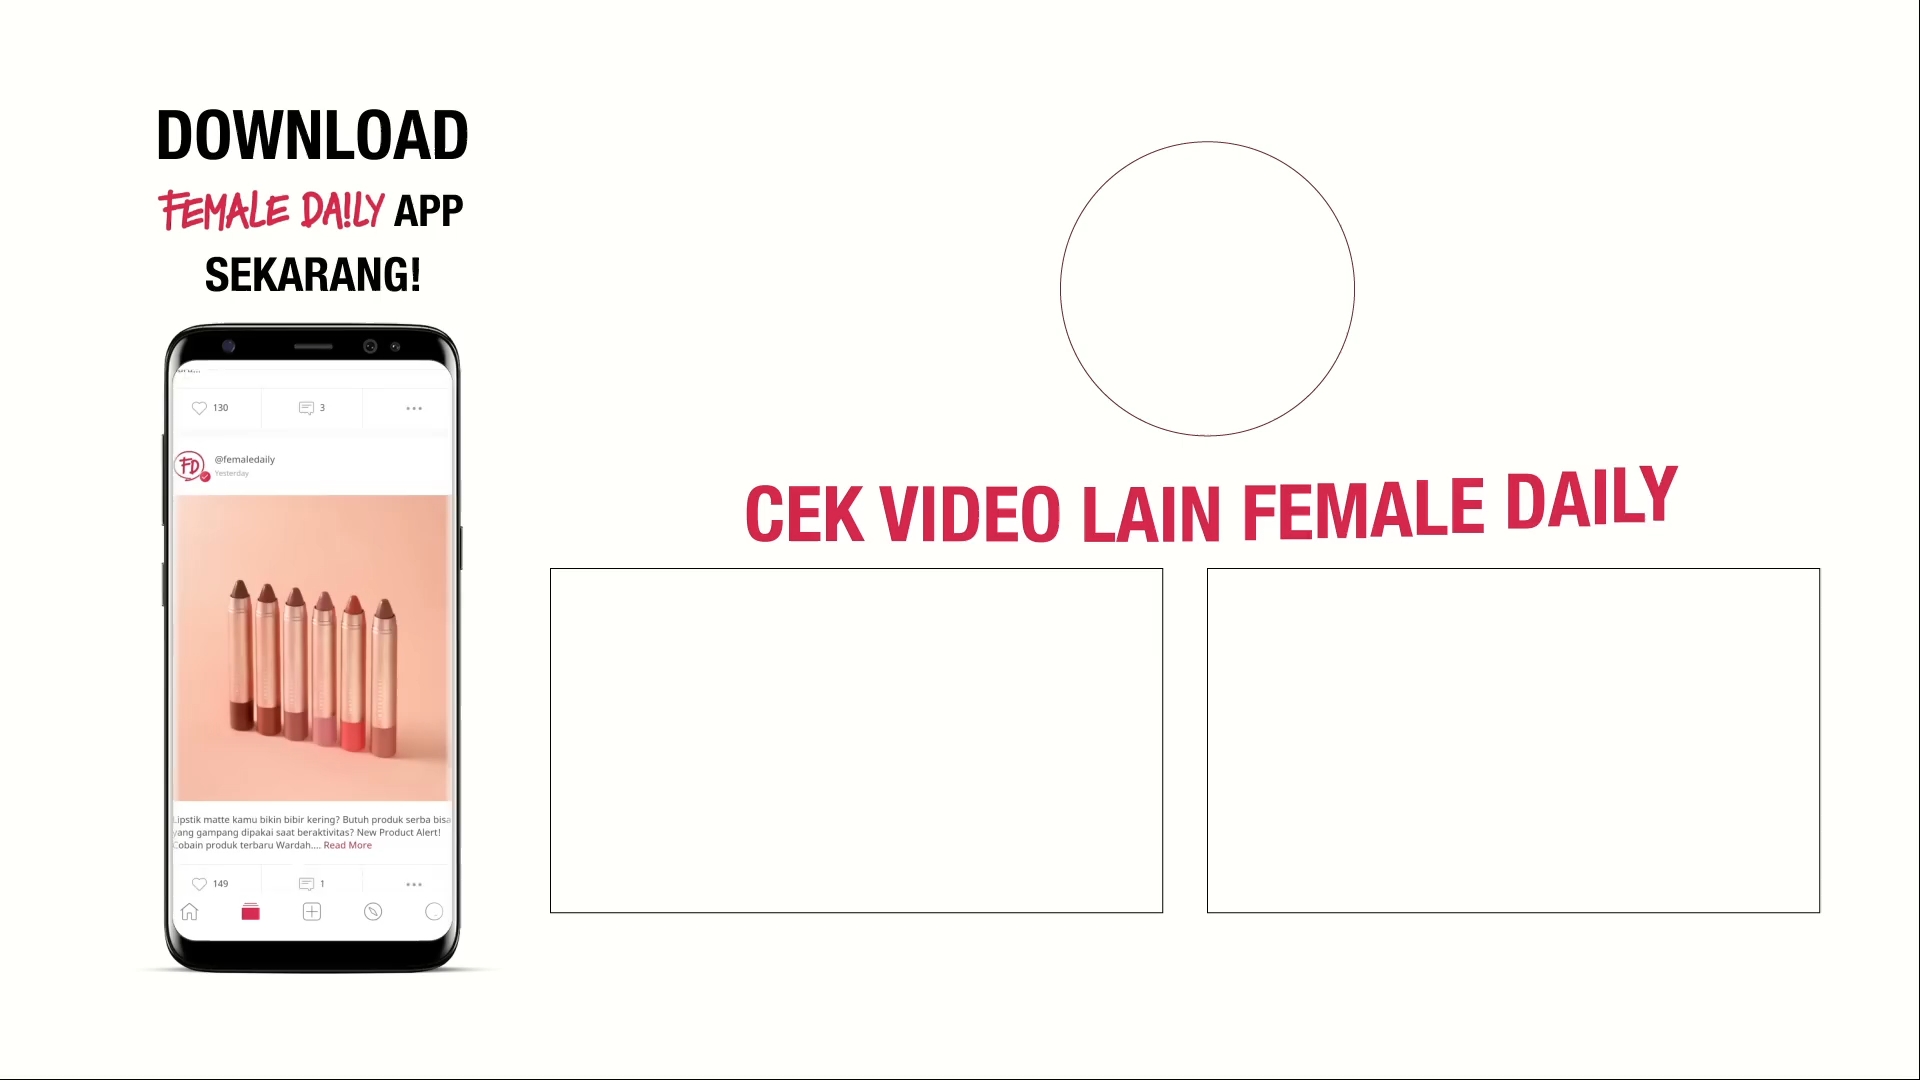 DOWNLOAD
FEMALE DA!LY APP
SEKARANG!
130
3
FD
@femaledaily
Yesterday
Lipstik matte kamu bikin bibir kering? Butuh produk serba bisa
yang gampang dipakai saat beraktivitas? New Product Alert!
Cobain produk terbaru Wardah.... Read More
149
1
CEK VIDEO LAIN FEMALE DAILY